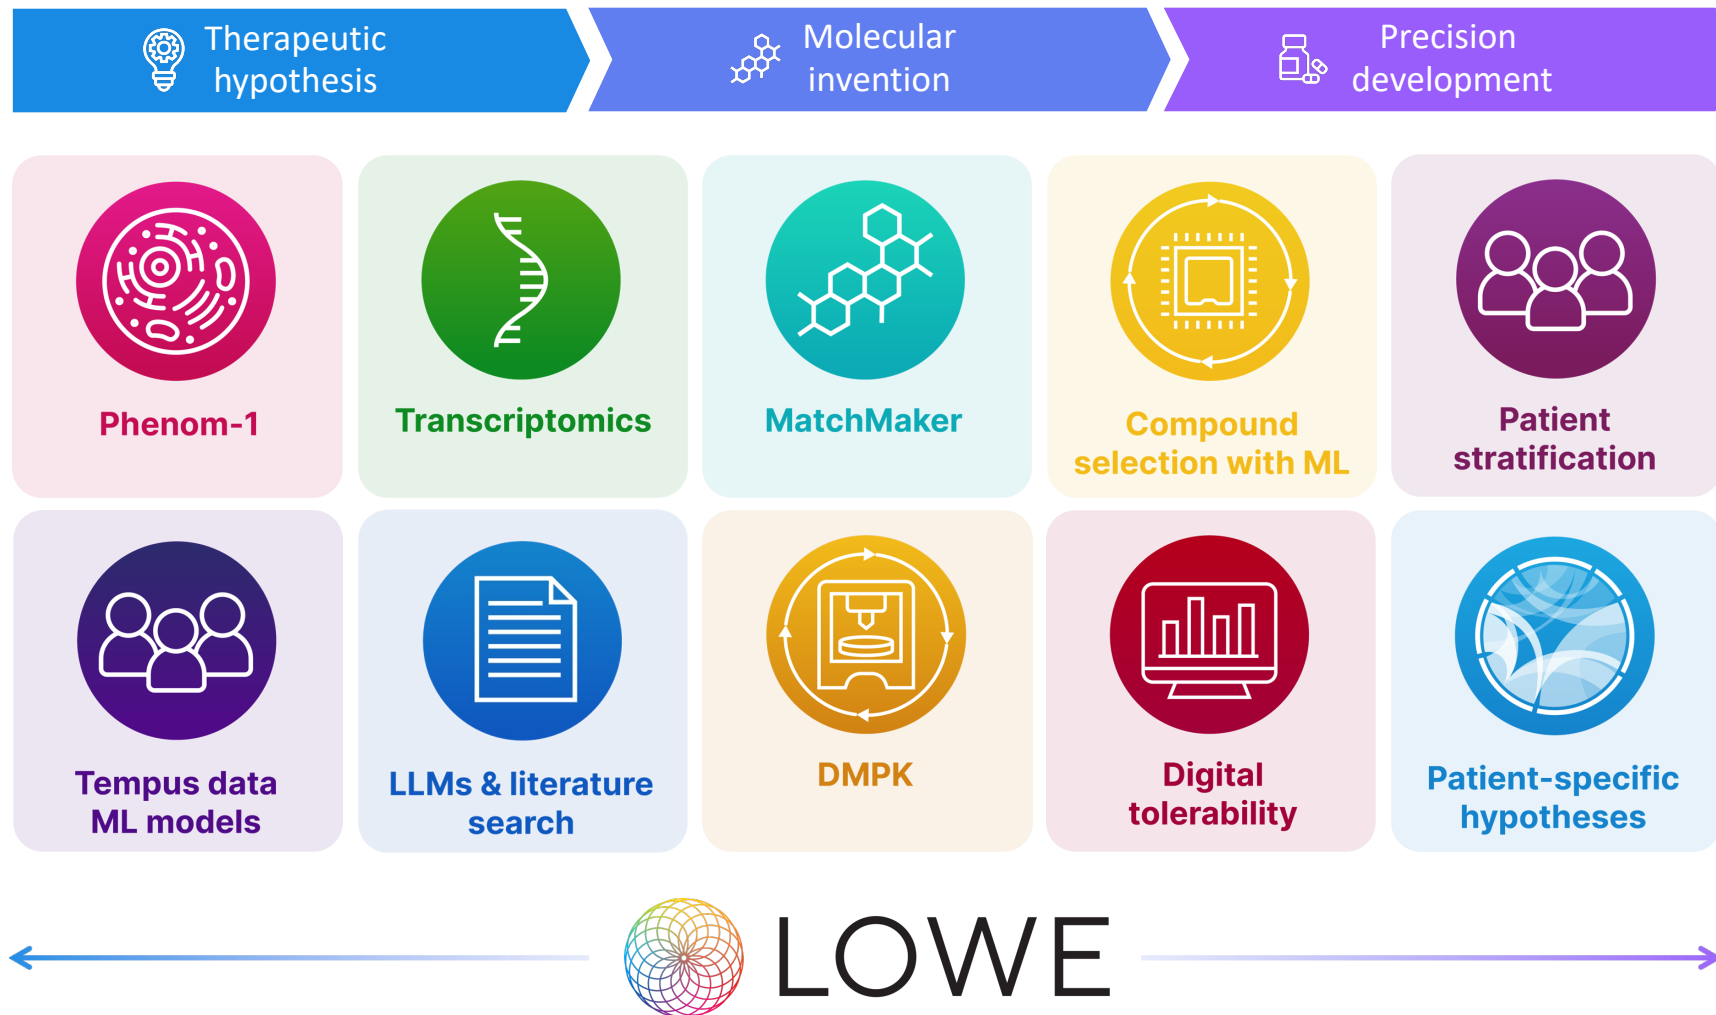 Therapeutic
hypothesis
Molecular
invention
Precision
development
Phenom-1
Transcriptomics
MatchMaker
Compound
selection with ML
Patient
stratification
Tempus data
ML models
LLMs & literature
search
DMPK
Digital
tolerability
Patient-specific
hypotheses
LOWE